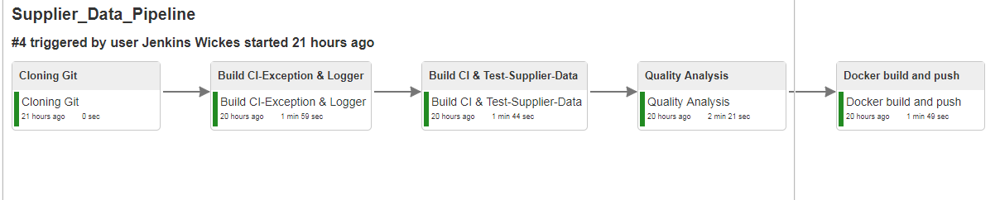 Supplier_Data_Pipeline
#4 triggered by user Jenkins Wickes started 21 hours ago
Cloning Git
Cloning Git
21 hours ago 0 sec
Build CI-Exception & Logger
Build CI-Exception & Logger
20 hours ago 1 min 59 sec
Build CI & Test-Supplier-Data
Build CI & Test-Supplier-Data
20 hours ago 1 min 44 sec
Quality Analysis
Quality Analysis
20 hours ago 2 min 21 sec
Docker build and push
Docker build and push
20 hours ago 1 min 49 sec